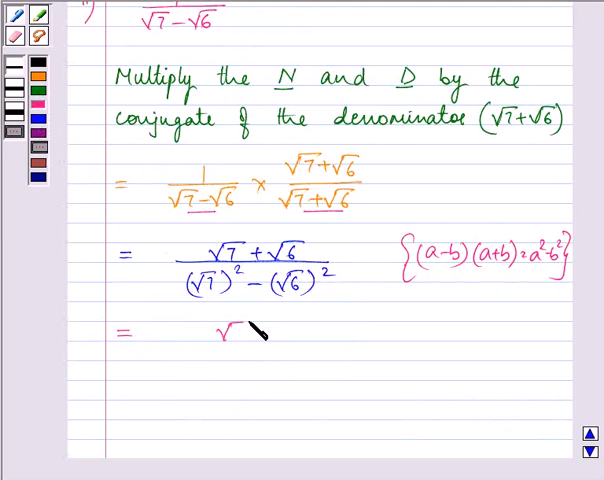 1
√7 - √6
Multiply the N and D by the
conjugate of the denominator (√7+√6)
= 1/(√7-√6) × (√7+√6)/(√7+√6)
= (√7+√6)/((√7)² - (√6)²) {(a-b)(a+b)=a²-b²}
= √